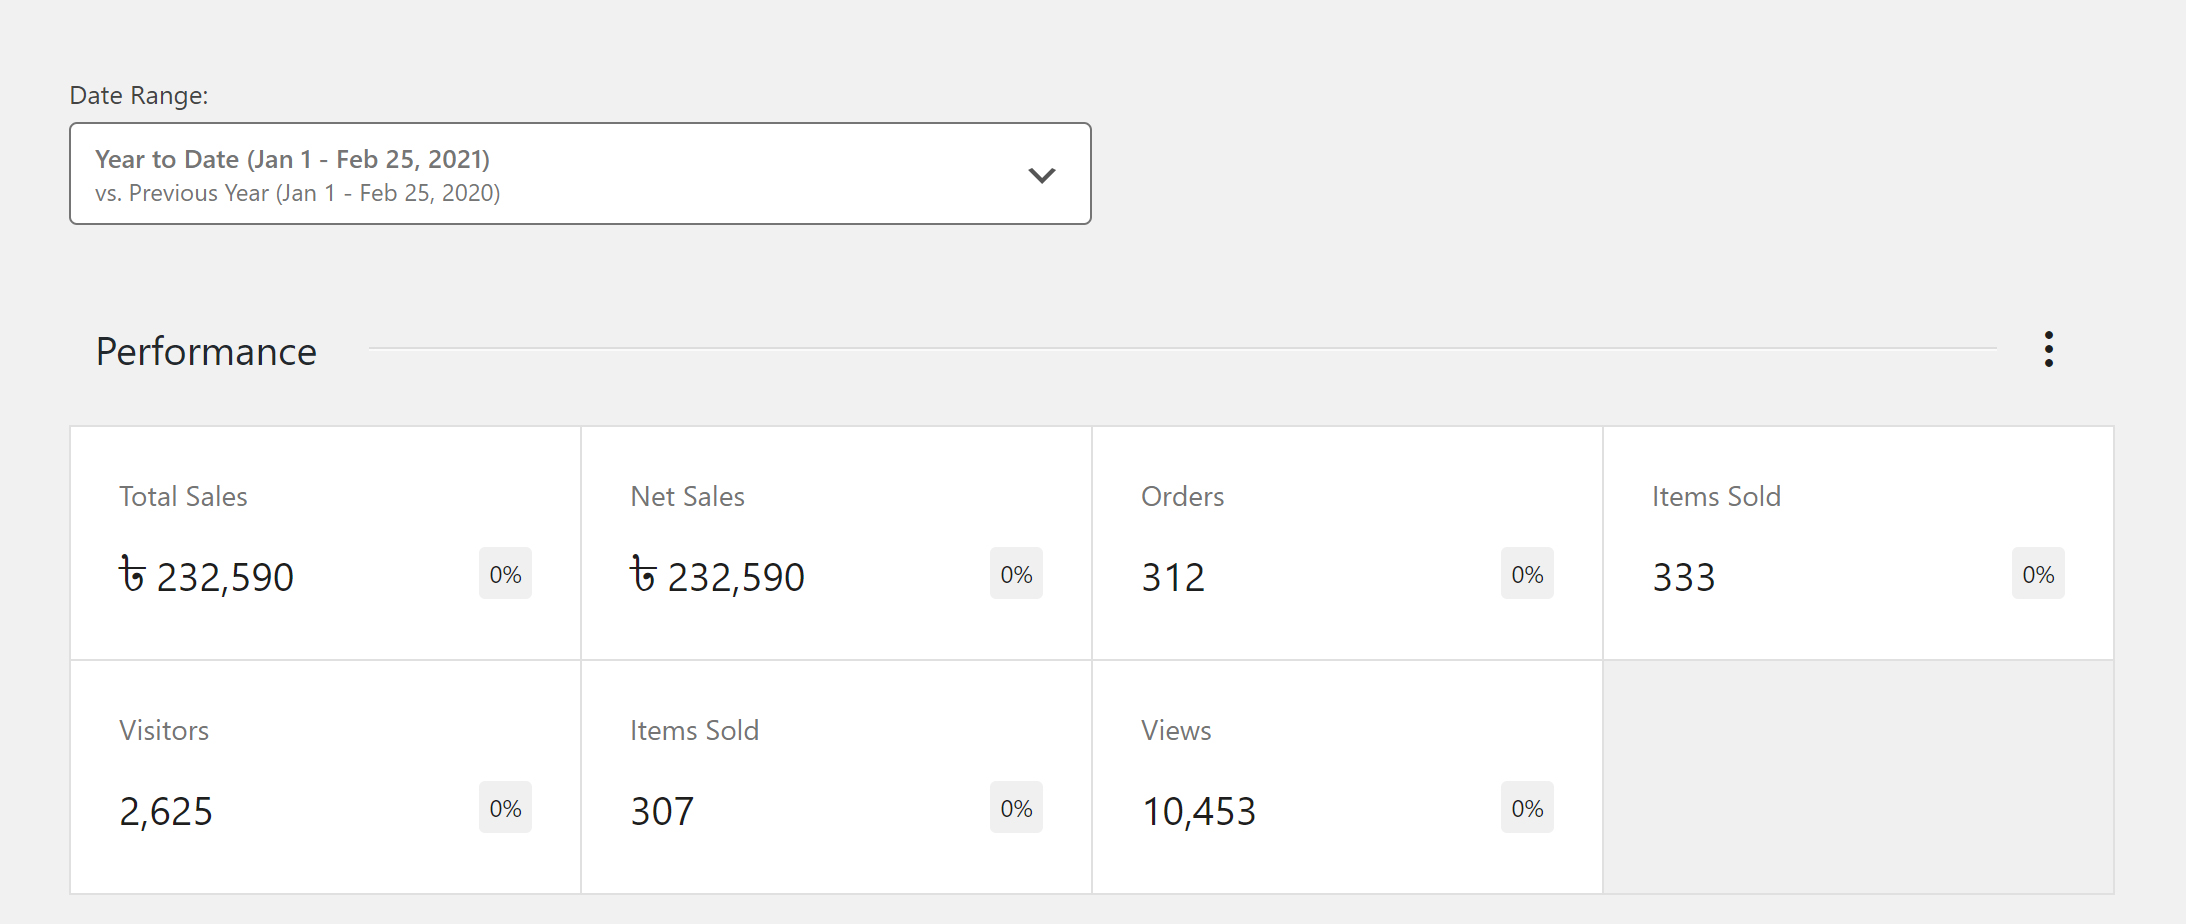 Date Range:
Year to Date (Jan 1 - Feb 25, 2021)
vs. Previous Year (Jan 1 - Feb 25, 2020)
Performance
Total Sales
৳ 232,590
0%
Net Sales
৳ 232,590
0%
Orders
312
0%
Items Sold
333
0%
Visitors
2,625
0%
Items Sold
307
0%
Views
10,453
0%